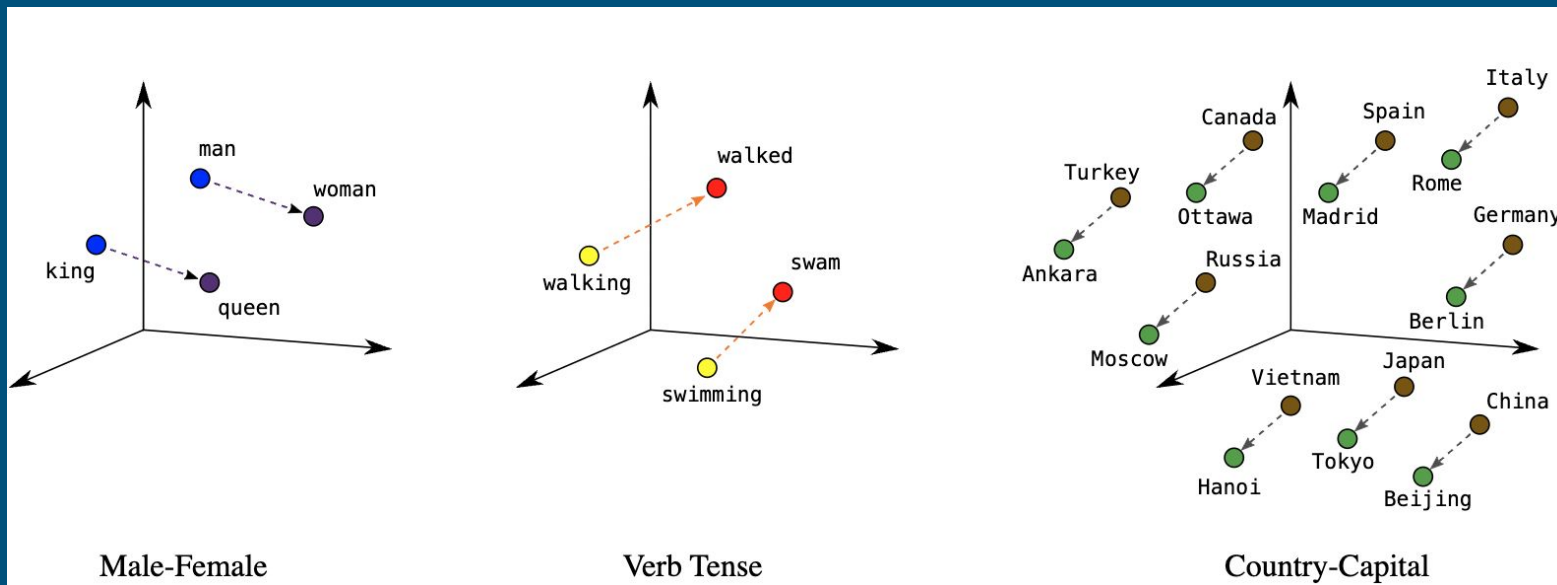 man
woman
king
queen
Male-Female
walked
walking
swam
swimming
Verb Tense
Italy
Canada
Spain
Turkey
Rome
Ottawa
Madrid
Germany
Ankara
Russia
Berlin
Moscow
Japan
Vietnam
China
Tokyo
Hanoi
Beijing
Country-Capital